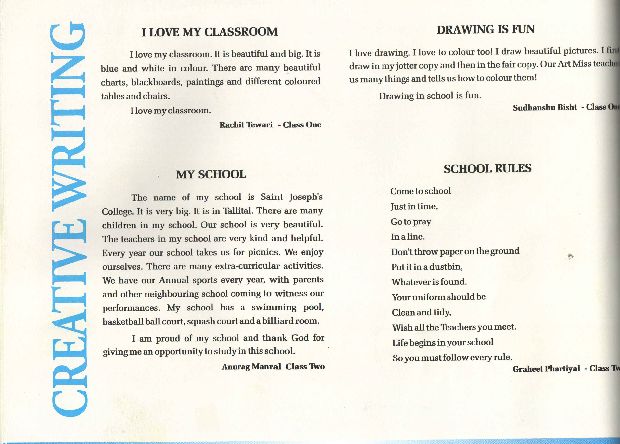 CREATIVE WRITING
I LOVE MY CLASSROOM
I love my classroom. It is beautiful and big. It is
blue and white in colour. There are many beautiful
charts, blackboards, paintings and different coloured
tables and chairs.
I love my classroom.
Rachit Tewari - Class One
MY SCHOOL
The name of my school is Saint Joseph's
College. It is very big. It is in Tallital. There are many
children in my school. Our school is very beautiful.
The teachers in my school are very kind and helpful.
Every year our school takes us for picnics. We enjoy
ourselves. There are many extra-curricular activities.
We have our Annual sports every year, with parents
and other neighbouring school coming to witness our
performances. My school has a swimming pool,
basketball ball court, squash court and a billiard room.
I am proud of my school and thank God for
giving me an opportunity to study in this school.
Anurag Manral Class Two
DRAWING IS FUN
I love drawing. I love to colour too! I draw beautiful pictures. I
draw in my jotter copy and then in the fair copy. Our Art Miss
us many things and tells us how to colour them!
Drawing in school is fun.
Sudhanshu Bisht - Class
SCHOOL RULES
Come to school
Just in time,
Go to pray
In a line.
Don't throw paper on the ground
Put it in a dustbin,
Whatever is found.
Your uniform should be
Clean and tidy,
Wish all the Teachers you meet.
Life begins in your school
So you must follow every rule.
Graheet Phartiyal - Class